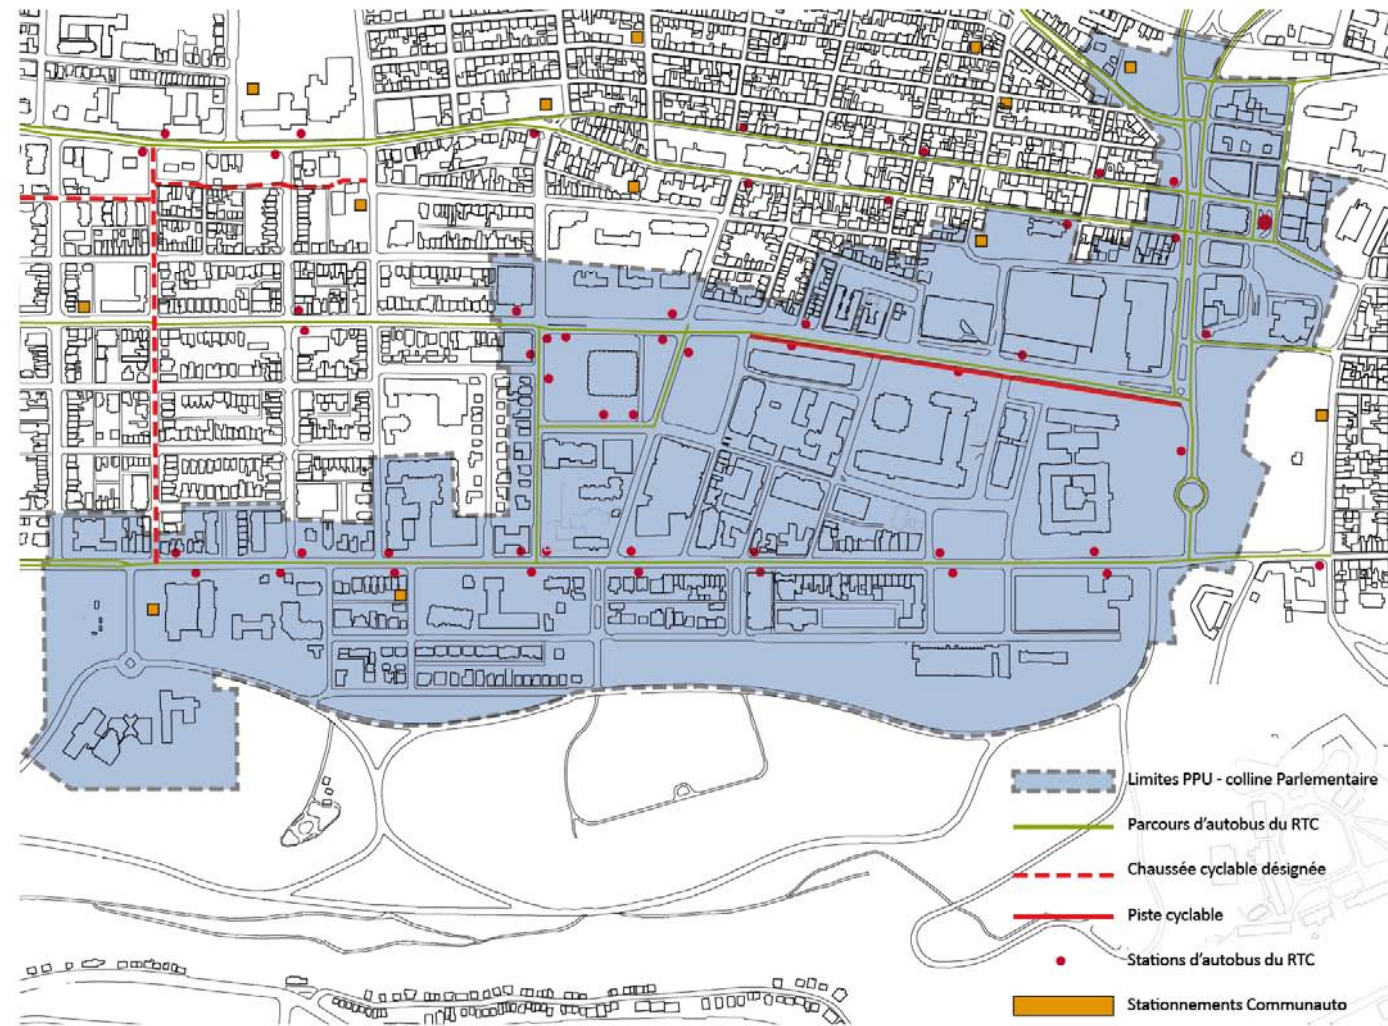 Limites PPU - colline Parlementaire
Parcours d'autobus du RTC
Chaussée cyclable désignée
Piste cyclable
Stations d'autobus du RTC
Stationnements Communauto